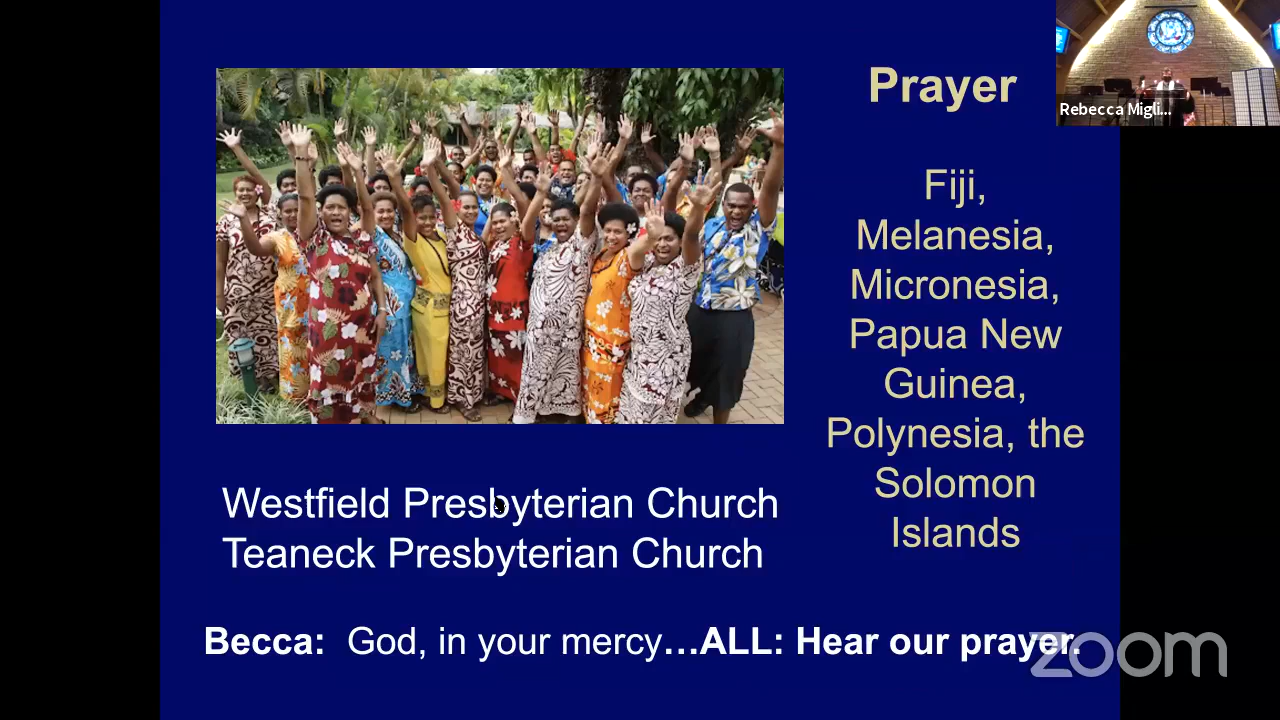 Prayer
Rebecca Migli...
Fiji,
Melanesia,
Micronesia,
Papua New
Guinea,
Polynesia, the
Solomon
Islands
Westfield Presbyterian Church
Teaneck Presbyterian Church
Becca: God, in your mercy…ALL: Hear our prayer.
zoom